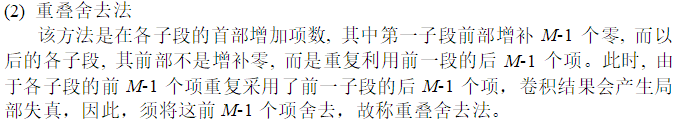 (2) 重叠舍去法
该方法是在各子段的首部增加项数，其中第一子段前部增补 M-1 个零，而以
后的各子段，其前部不是增补零，而是重复利用前一段的后 M-1 个项。此时，由
于各子段的前 M-1 个项重复采用了前一子段的后 M-1 个项，卷积结果会产生局
部失真，因此，须将这前 M-1 个项舍去，故称重叠舍去法。